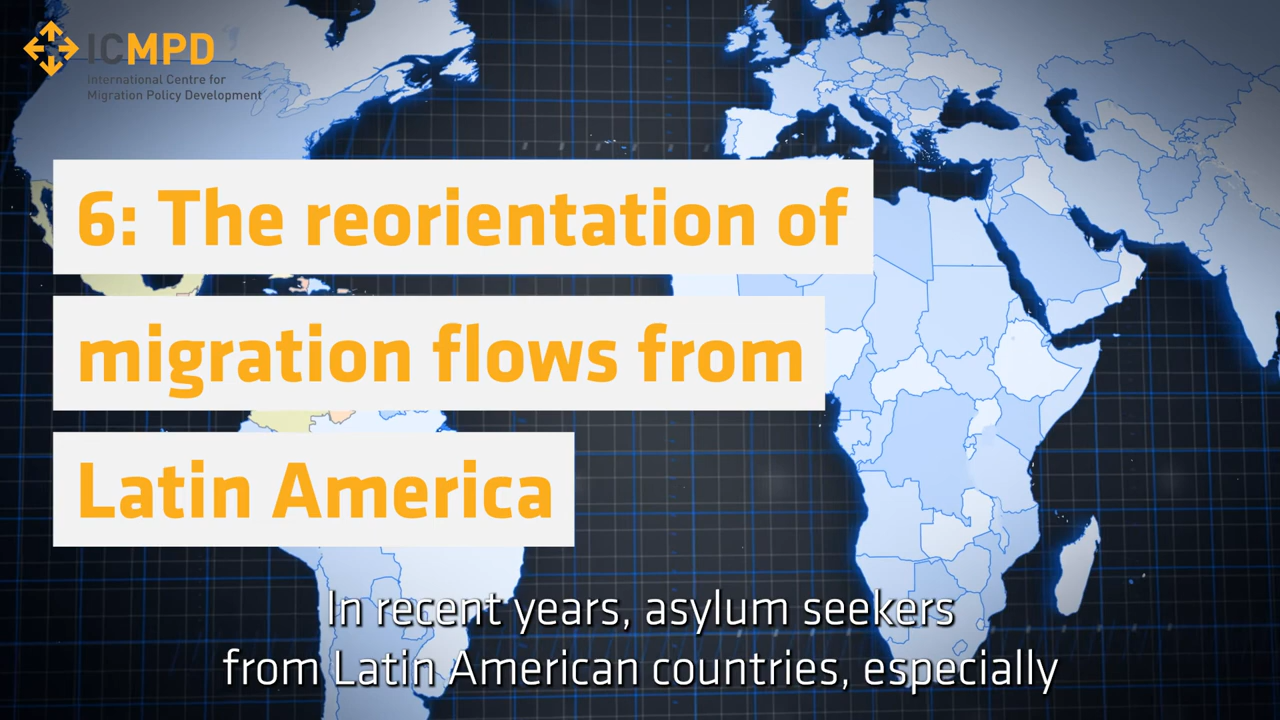 ICMPD
International Centre for
Migration Policy Development
6: The reorientation of
migration flows from
Latin America
In recent years, asylum seekers
from Latin American countries, especially